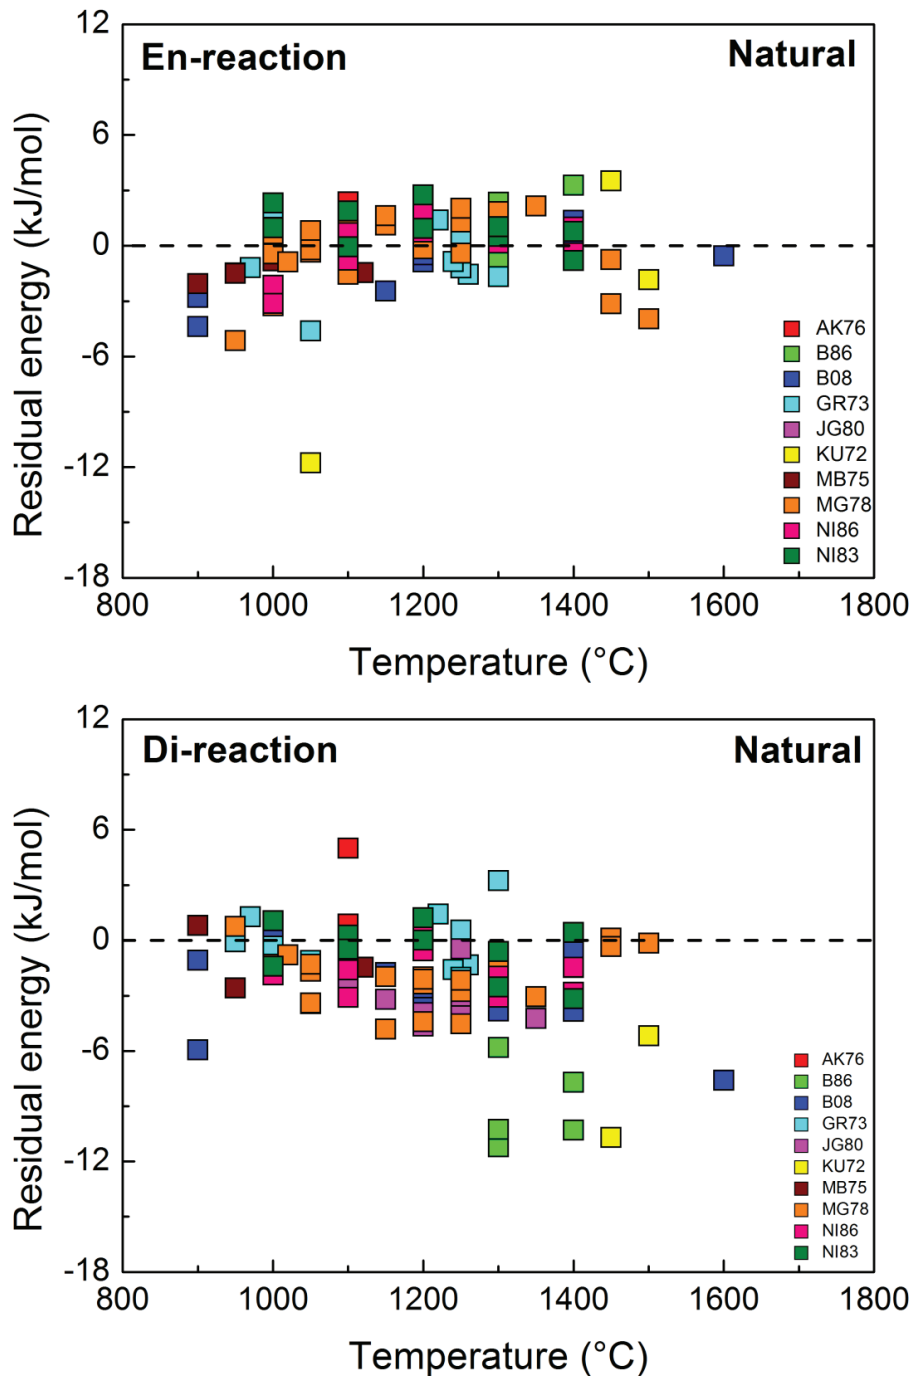 En-reaction
Natural
12
6
0
-6
-12
-18
Residual energy (kJ/mol)
AK76
B86
B08
GR73
JG80
KU72
MB75
MG78
NI86
NI83
800 1000 1200 1400 1600 1800
Temperature (°C)
Di-reaction
Natural
12
6
0
-6
-12
-18
Residual energy (kJ/mol)
AK76
B86
B08
GR73
JG80
KU72
MB75
MG78
NI86
NI83
800 1000 1200 1400 1600 1800
Temperature (°C)